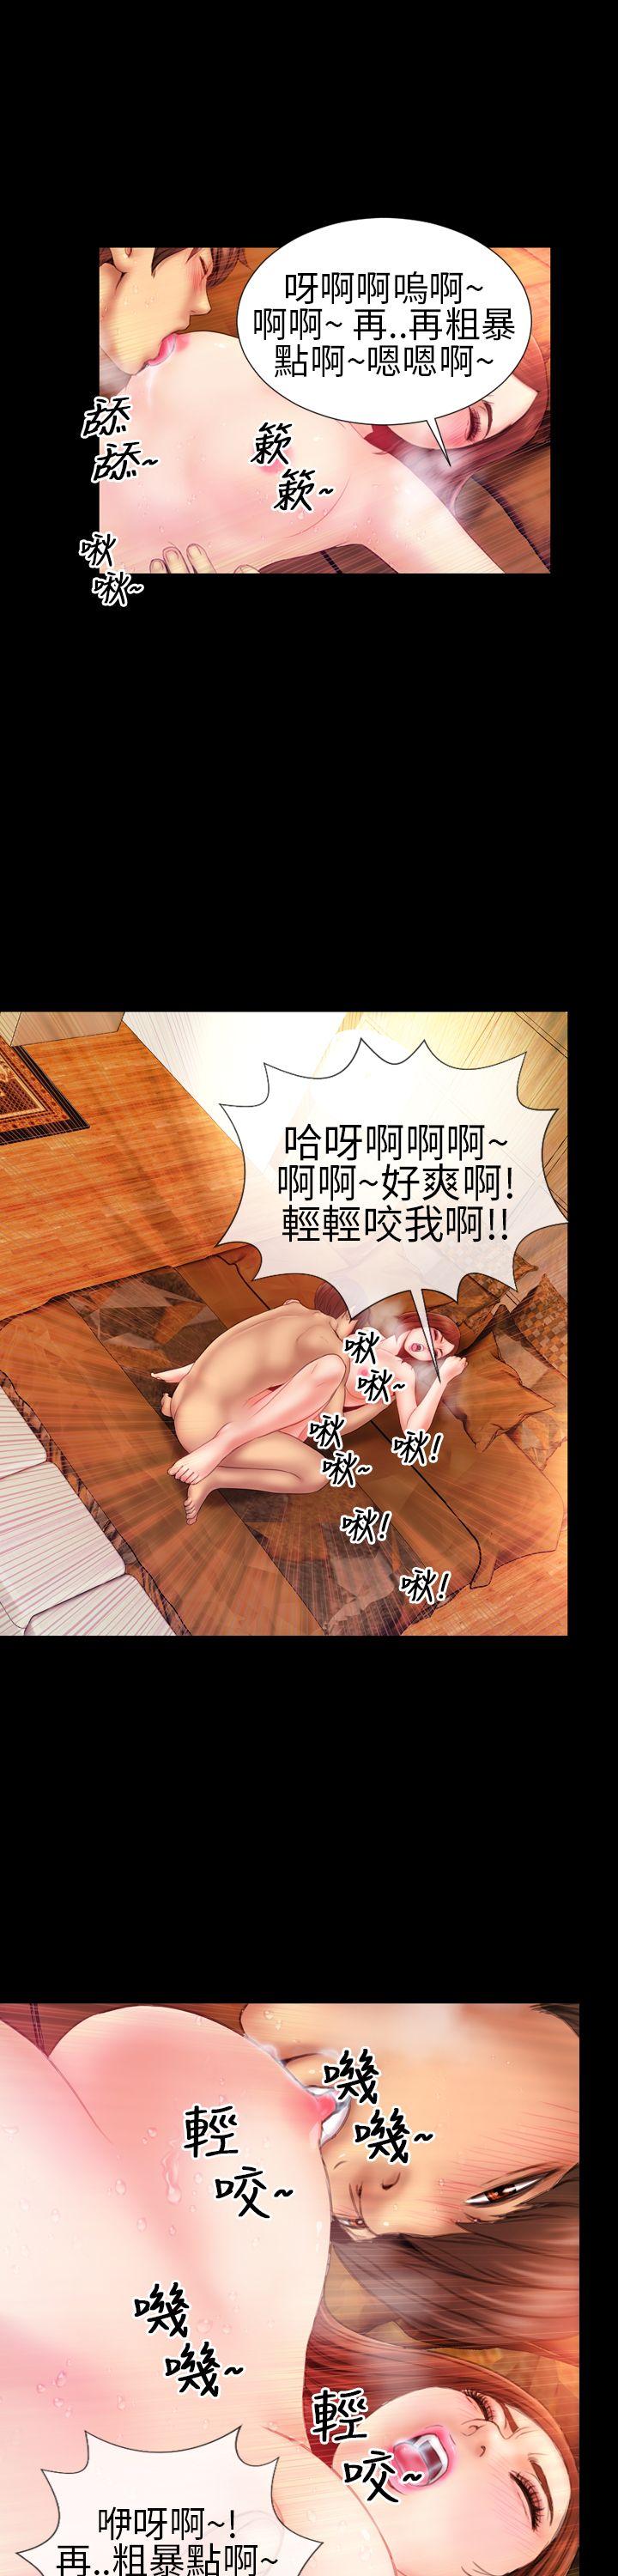 呀啊啊嗚啊~
啊啊~ 再..再粗暴
點啊~嗯嗯啊~
舔
舔~
簌
簌~
啾
啾~
哈呀啊啊啊~
啊啊~好爽啊!
輕輕咬我啊!!
啾
啾~
啾
啾~
啾!
啾!
啾!
嘰
嘰~
輕
咬~
嘰
嘰~
輕
咬~
咿呀啊~!
再..粗暴點啊~